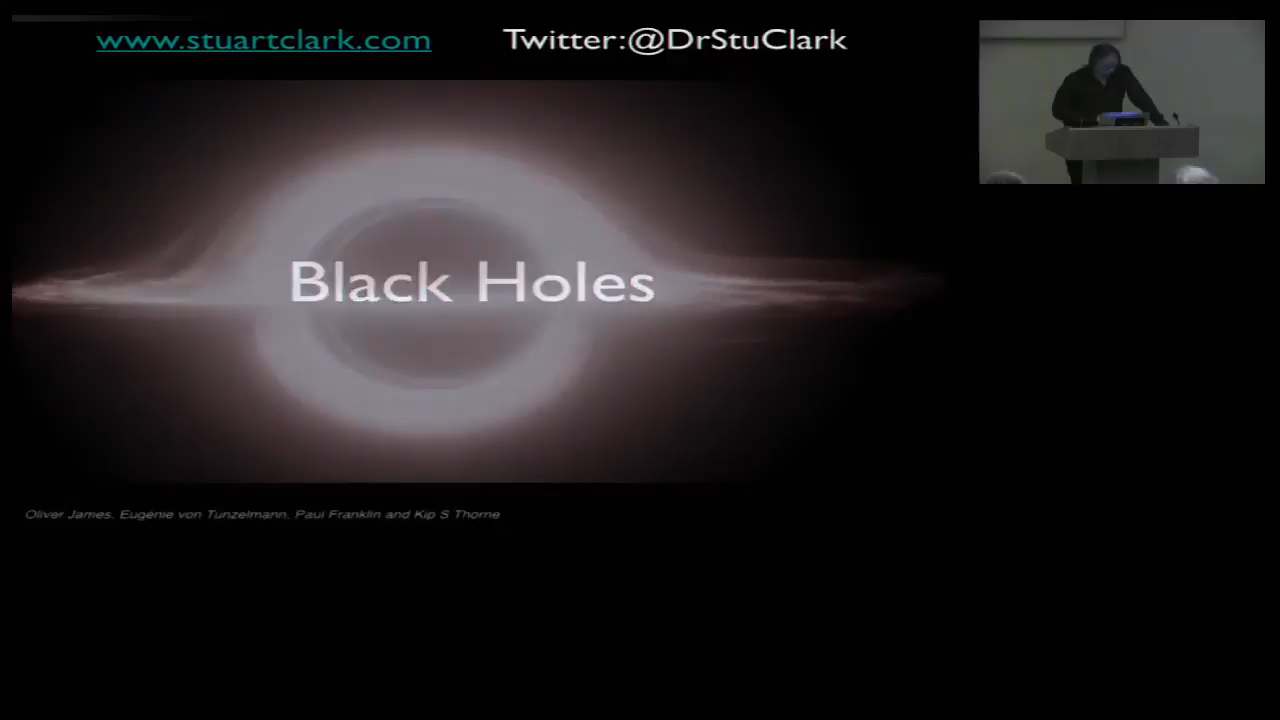 www.stuartclark.com Twitter:@DrStuClark
Black Holes
Oliver James, Eugénie von Tunzelmann, Paul Franklin and Kip S Thorne